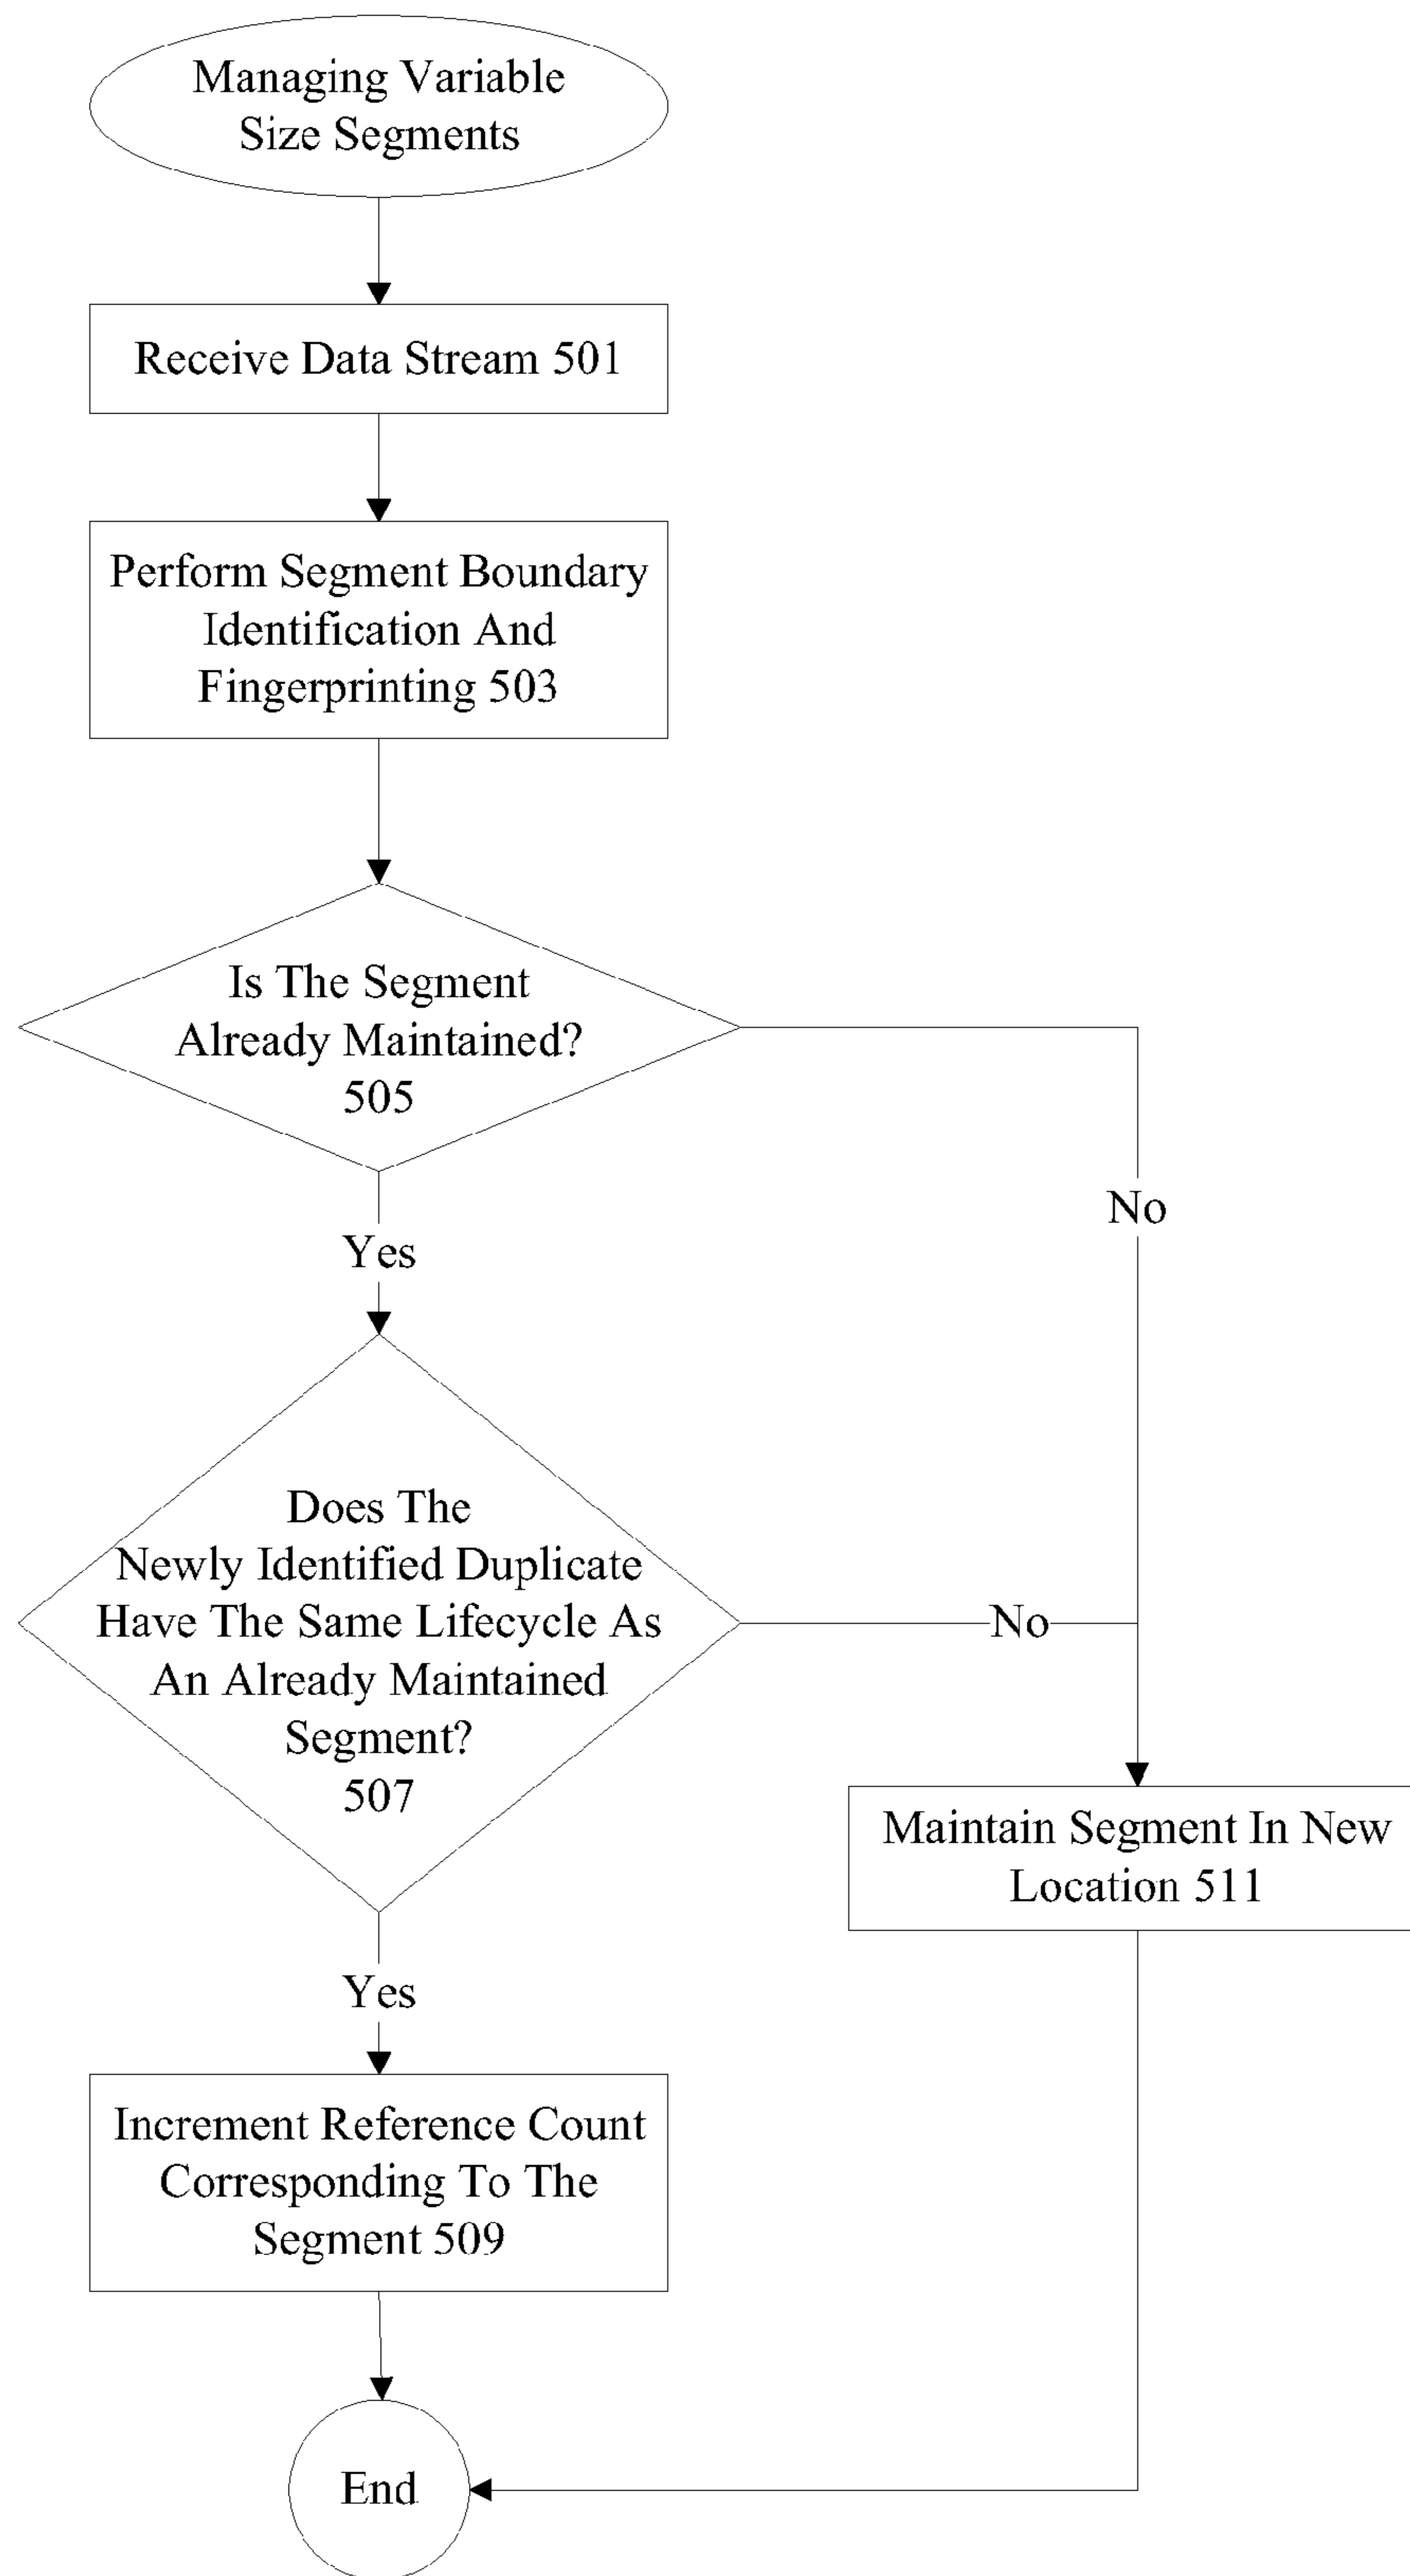 Managing Variable
Size Segments
Receive Data Stream 501
Perform Segment Boundary
Identification And
Fingerprinting 503
Is The Segment
Already Maintained?
505
No
Yes
Does The
Newly Identified Duplicate
Have The Same Lifecycle As
An Already Maintained
Segment?
507
No
Maintain Segment In New
Location 511
Yes
Increment Reference Count
Corresponding To The
Segment 509
End